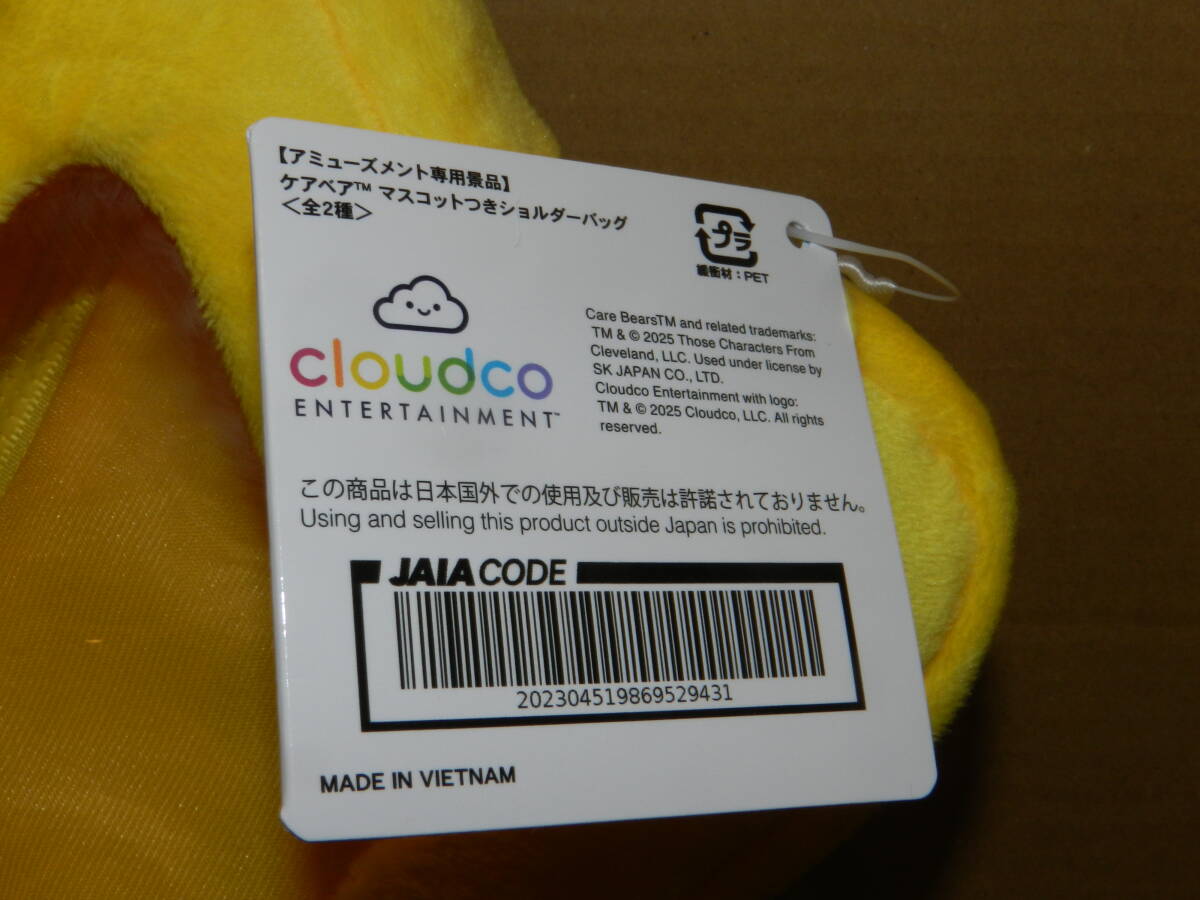 【アミューズメント専用景品】
ケアベア™ マスコットつきショルダーバッグ
＜全2種＞
プラ
緩衝材：PET
cloudco
ENTERTAINMENT™
Care BearsTM and related trademarks:
TM & © 2025 Those Characters From
Cleveland, LLC. Used under license by
SK JAPAN CO., LTD.
Cloudco Entertainment with logo:
TM & © 2025 Cloudco, LLC. All rights
reserved.
この商品は日本国外での使用及び販売は許諾されておりません。
Using and selling this product outside Japan is prohibited.
JAIA CODE
202304519869529431
MADE IN VIETNAM